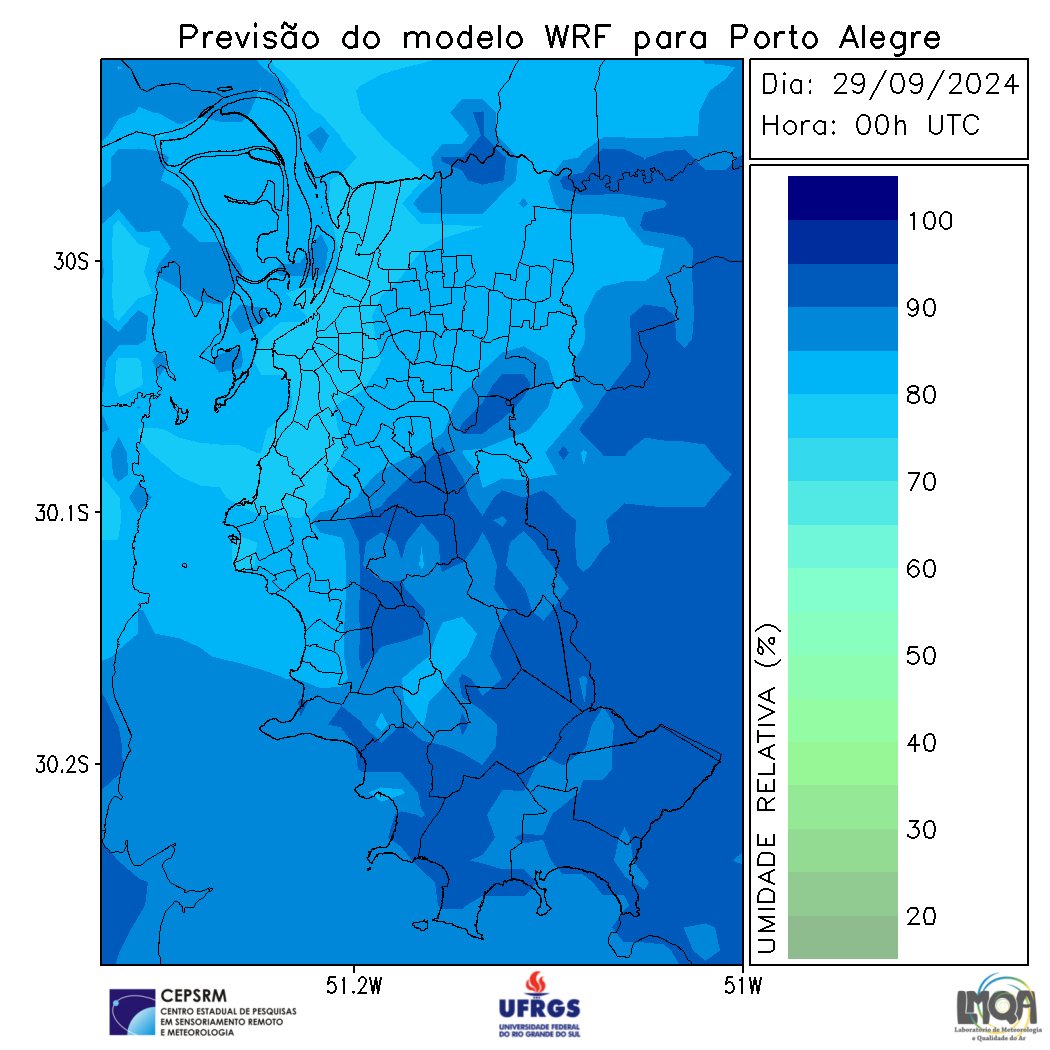 Previsão do modelo WRF para Porto Alegre
Dia: 29/09/2024
Hora: 00h UTC
30S
30.1S
30.2S
51.2W
51W
UMIDADE RELATIVA (%)
100
90
80
70
60
50
40
30
20
CEPSRM
CENTRO ESTADUAL DE PESQUISAS
EM SENSORIAMENTO REMOTO
E METEOROLOGIA
UFRGS
UNIVERSIDADE FEDERAL
DO RIO GRANDE DO SUL
LMQA
Laboratório de Meteorologia
e Qualidade do Ar